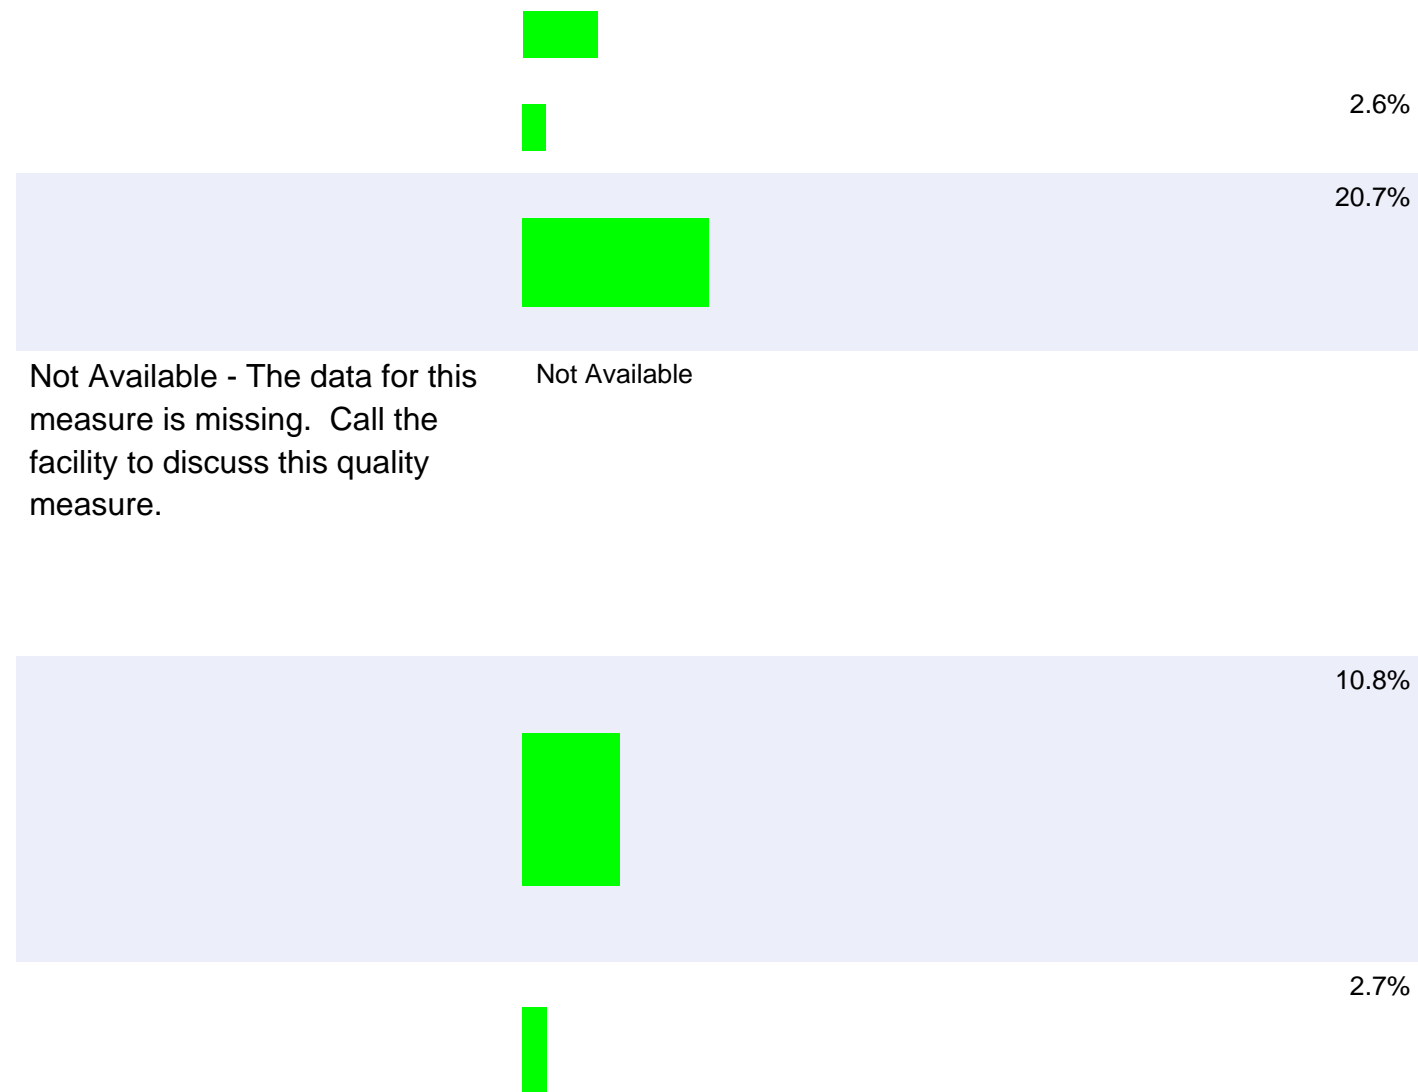 2.6%
20.7%
Not Available - The data for this
measure is missing.  Call the
facility to discuss this quality
measure.
Not Available
10.8%
2.7%